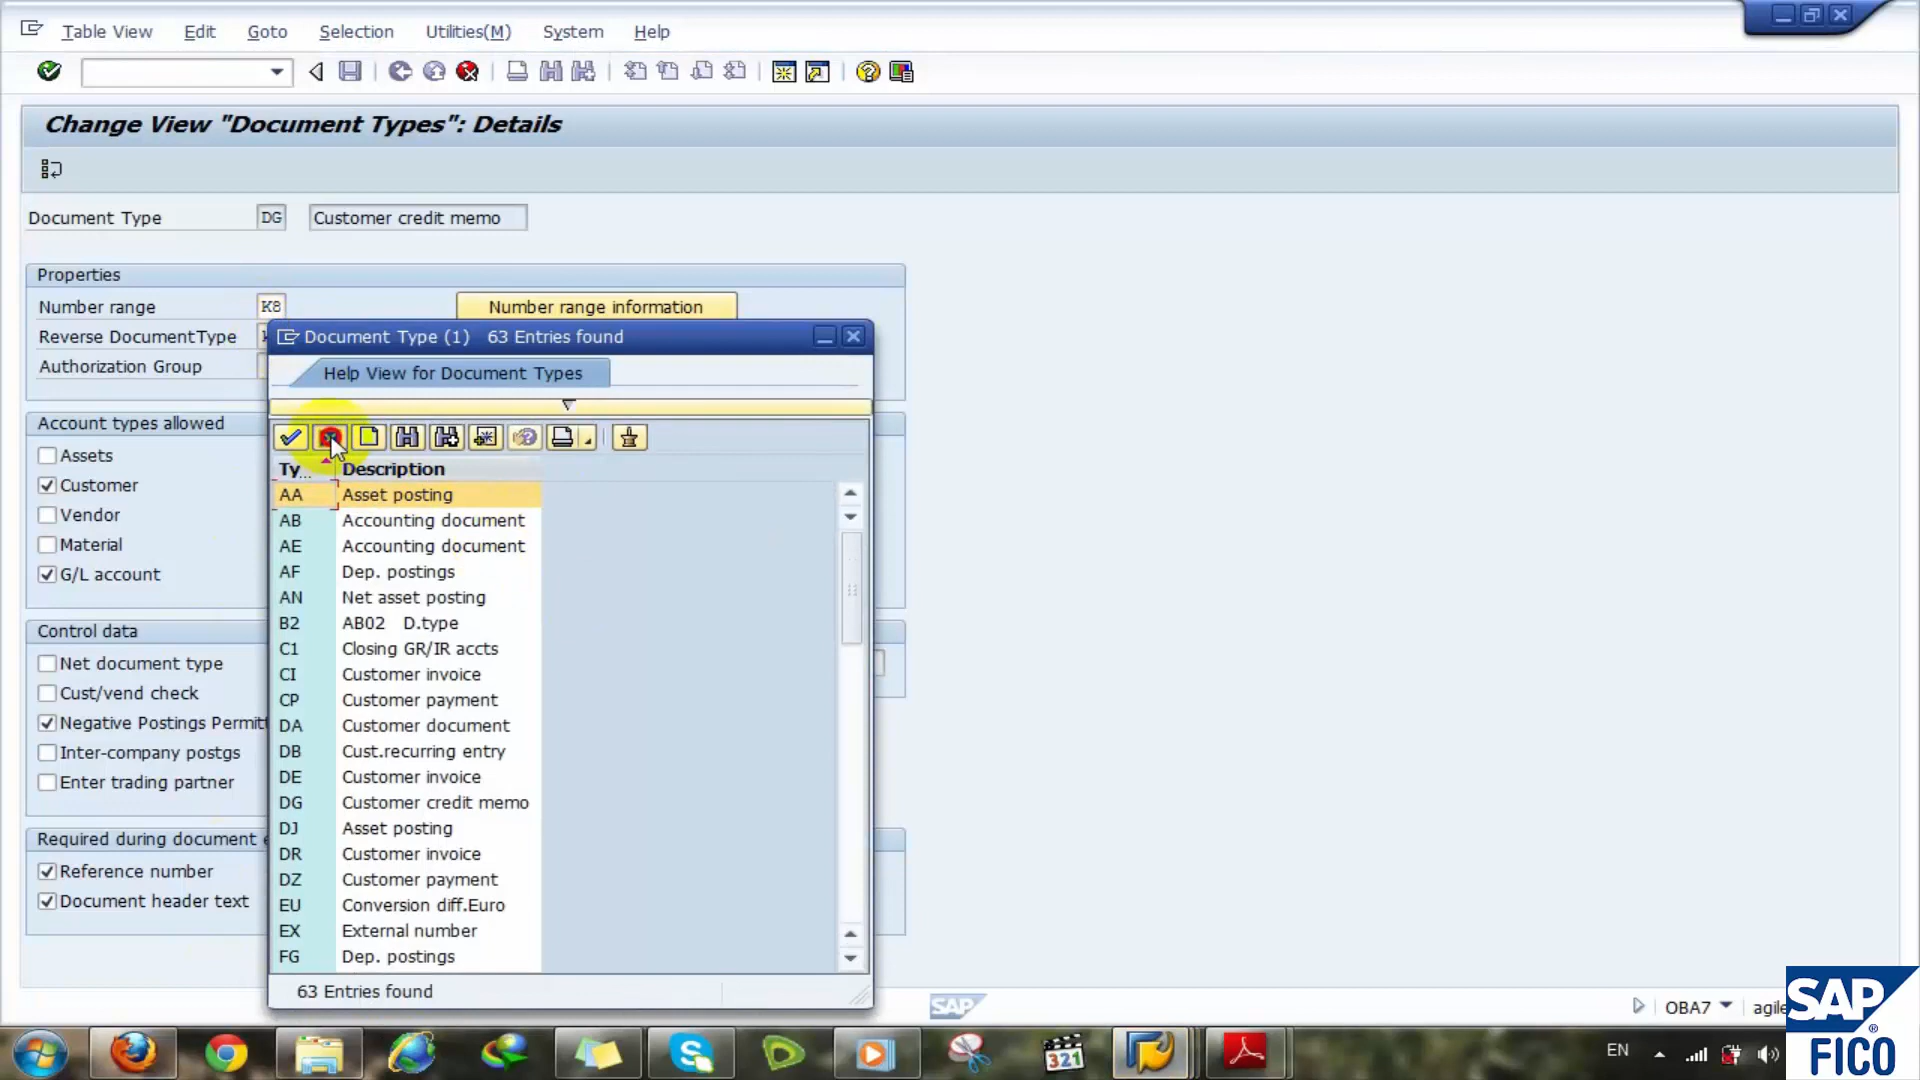 Table View Edit Goto Selection Utilities(M) System Help
Change View "Document Types": Details
Document Type DG Customer credit memo
Properties
Number range K8 Number range information
Reverse DocumentType
Authorization Group
Account types allowed
Assets
Customer
Vendor
Material
G/L account
Control data
Net document type
Cust/vend check
Negative Postings Permitt
Inter-company postgs
Enter trading partner
Required during document e
Reference number
Document header text
Document Type (1) 63 Entries found
Help View for Document Types
Ty... Description
AA Asset posting
AB Accounting document
AE Accounting document
AF Dep. postings
AN Net asset posting
B2 AB02 D.type
C1 Closing GR/IR accts
CI Customer invoice
CP Customer payment
DA Customer document
DB Cust.recurring entry
DE Customer invoice
DG Customer credit memo
DJ Asset posting
DR Customer invoice
DZ Customer payment
EU Conversion diff.Euro
EX External number
FG Dep. postings
63 Entries found
SAP
OBA7 agile
SAP ®
FICO
321
EN